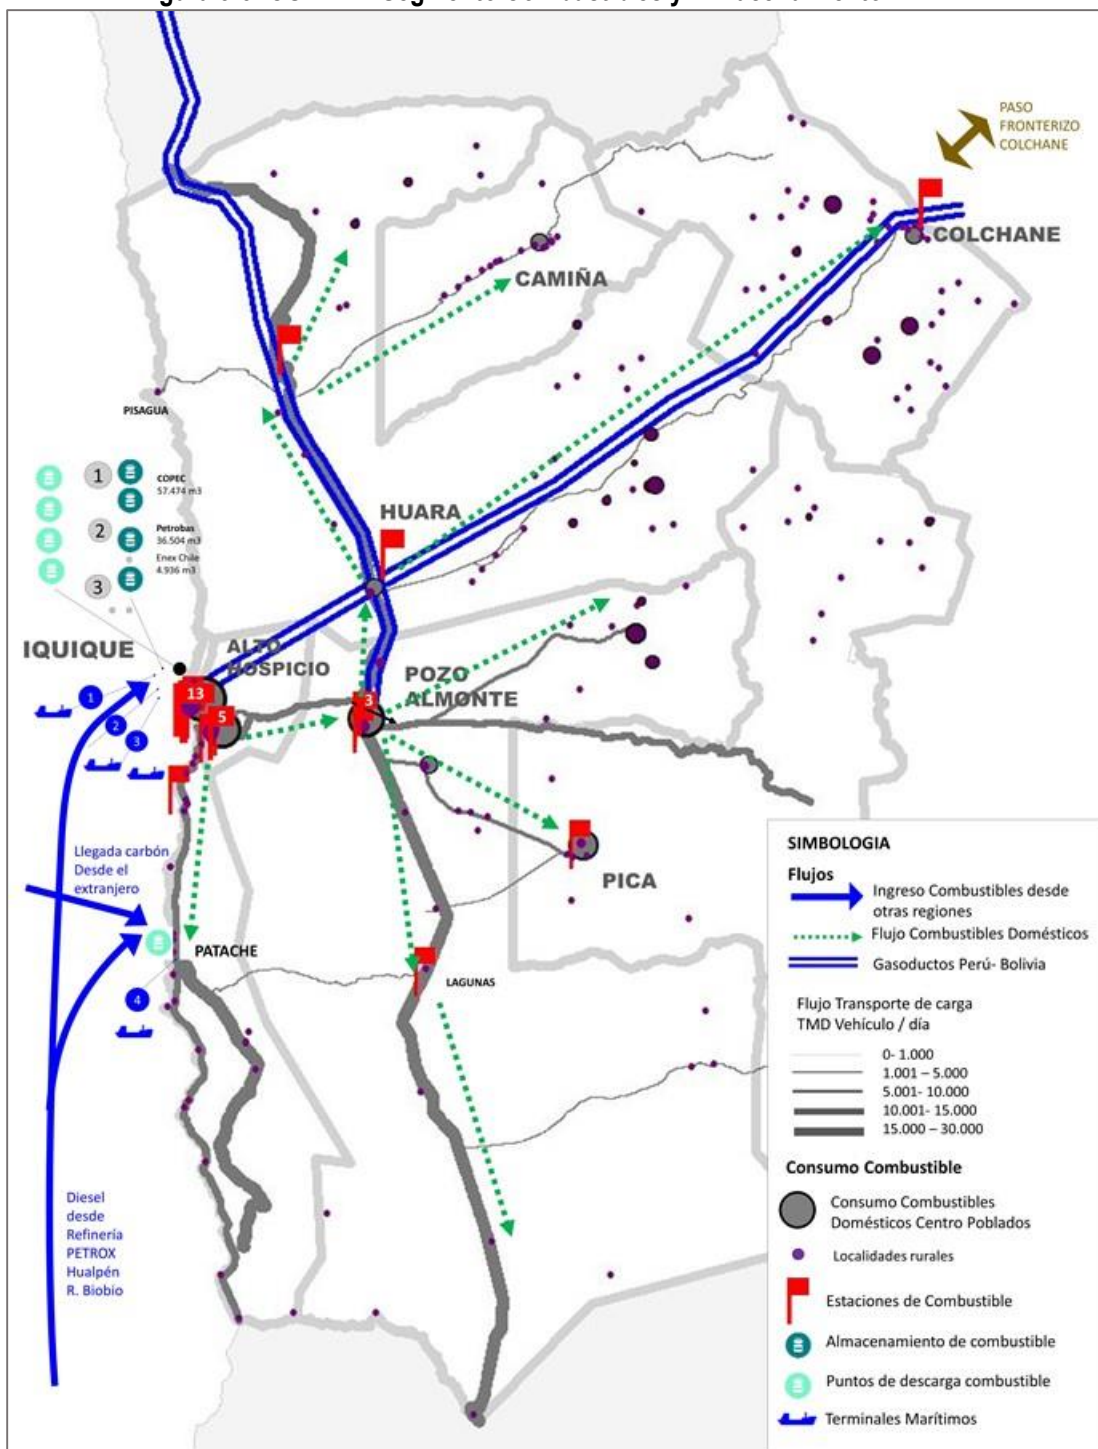 PASO
FRONTERIZO
COLCHANE
COLCHANE
CAMIÑA
PISAGUA
1
COPEC
57.474 m3
2
Petrobas
36.504 m3
Enex Chile
4.936 m3
3
HUARA
IQUIQUE
ALTO
HOSPICIO
POZO
ALMONTE
13
5
3
1
2
3
Llegada carbón
Desde el
extranjero
PICA
PATACHE
LAGUNAS
4
Diesel
desde
Refinería
PETROX
Hualpén
R. Biobío
SIMBOLOGIA
Flujos
Ingreso Combustibles desde
otras regiones
Flujo Combustibles Domésticos
Gasoductos Perú- Bolivia
Flujo Transporte de carga
TMD Vehículo / día
0- 1.000
1.001 – 5.000
5.001- 10.000
10.001- 15.000
15.000 – 30.000
Consumo Combustible
Consumo Combustibles
Domésticos Centro Poblados
Localidades rurales
Estaciones de Combustible
Almacenamiento de combustible
Puntos de descarga combustible
Terminales Marítimos